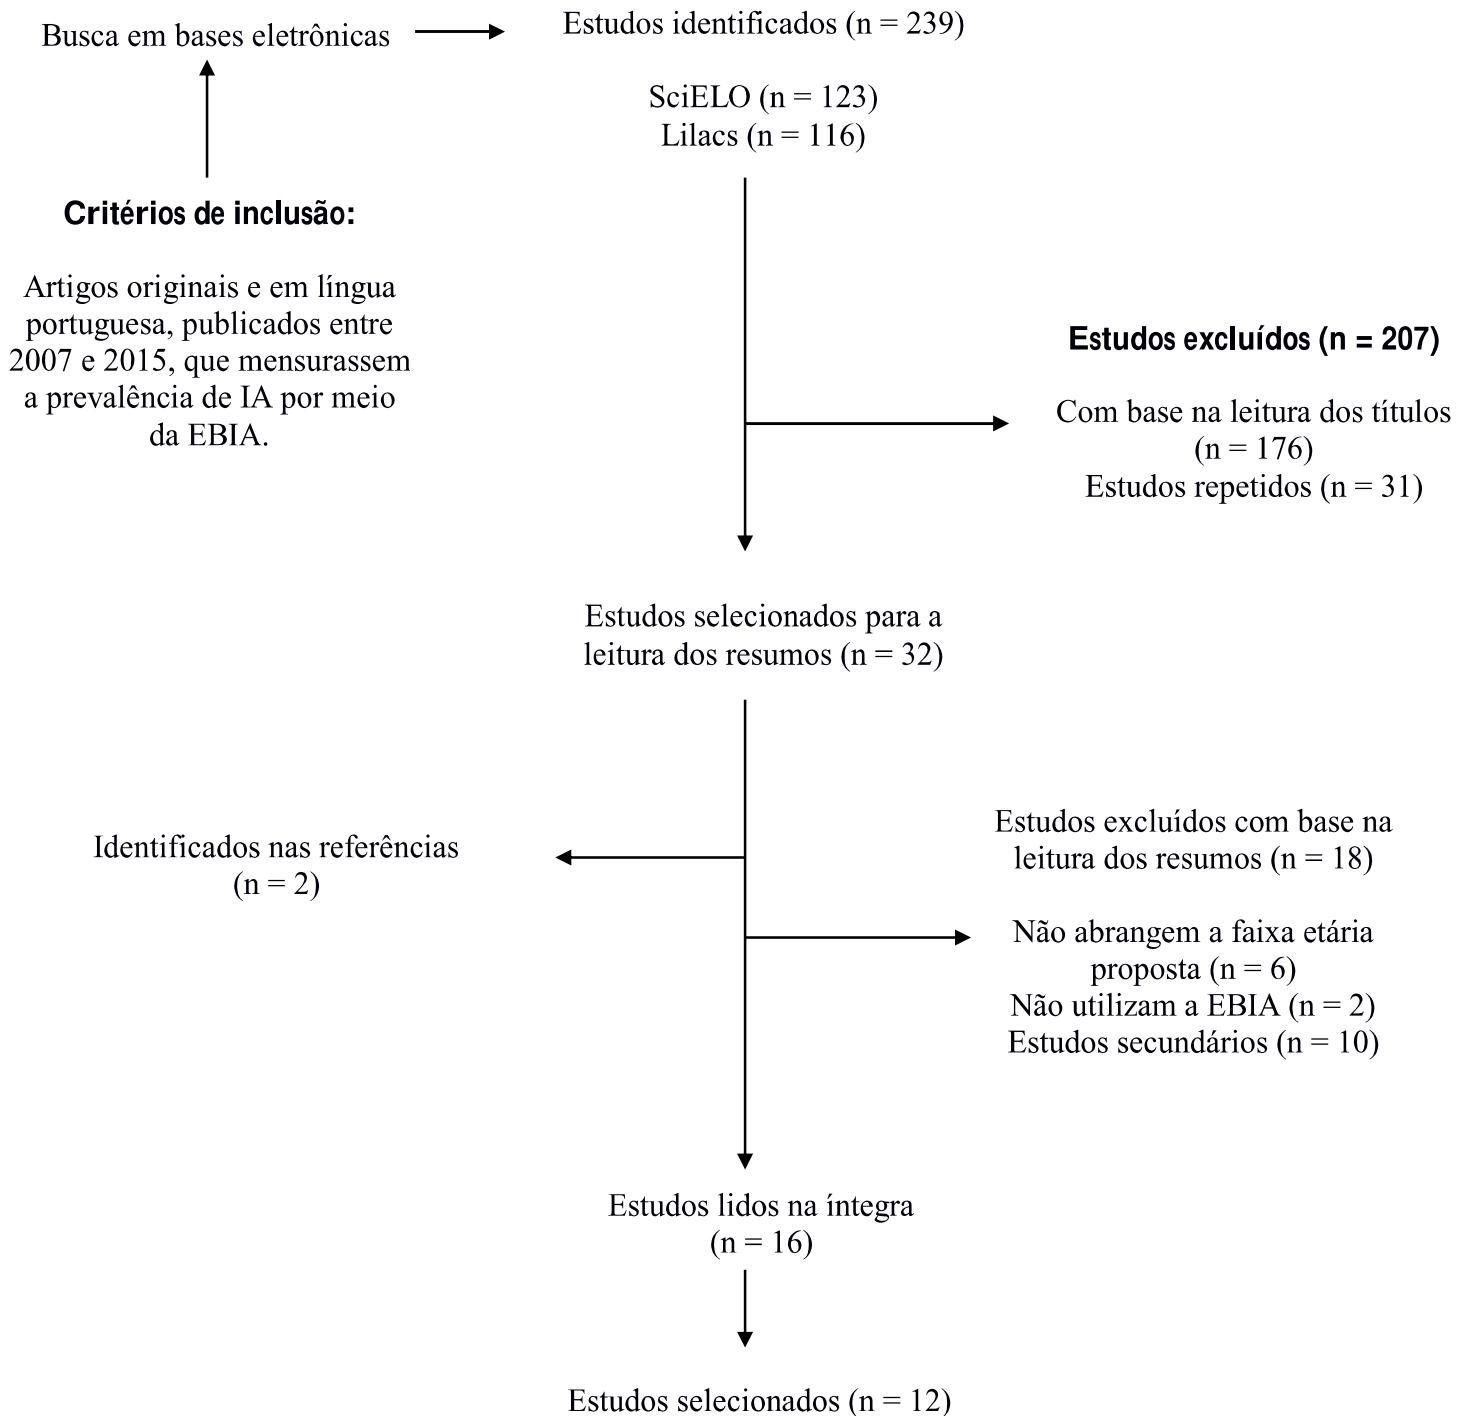 Busca em bases eletrônicas
Estudos identificados (n = 239)
SciELO (n = 123)
Lilacs (n = 116)
Critérios de inclusão:
Artigos originais e em língua
portuguesa, publicados entre
2007 e 2015, que mensurassem
a prevalência de IA por meio
da EBIA.
Estudos excluídos (n = 207)
Com base na leitura dos títulos
(n = 176)
Estudos repetidos (n = 31)
Estudos selecionados para a
leitura dos resumos (n = 32)
Identificados nas referências
(n = 2)
Estudos excluídos com base na
leitura dos resumos (n = 18)
Não abrangem a faixa etária
proposta (n = 6)
Não utilizam a EBIA (n = 2)
Estudos secundários (n = 10)
Estudos lidos na íntegra
(n = 16)
Estudos selecionados (n = 12)